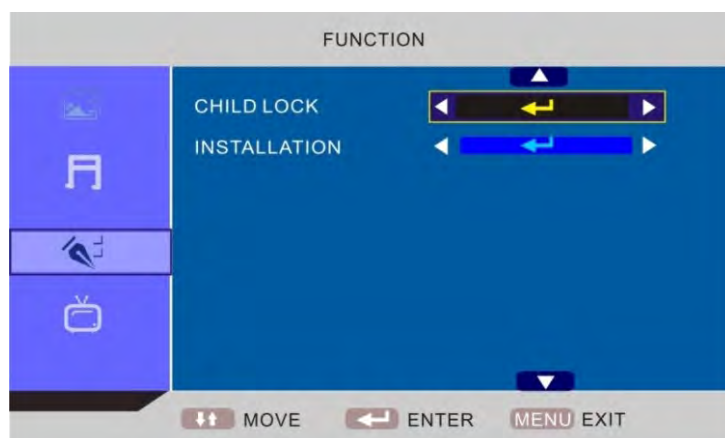 FUNCTION
CHILD LOCK
INSTALLATION
MOVE ENTER MENU EXIT